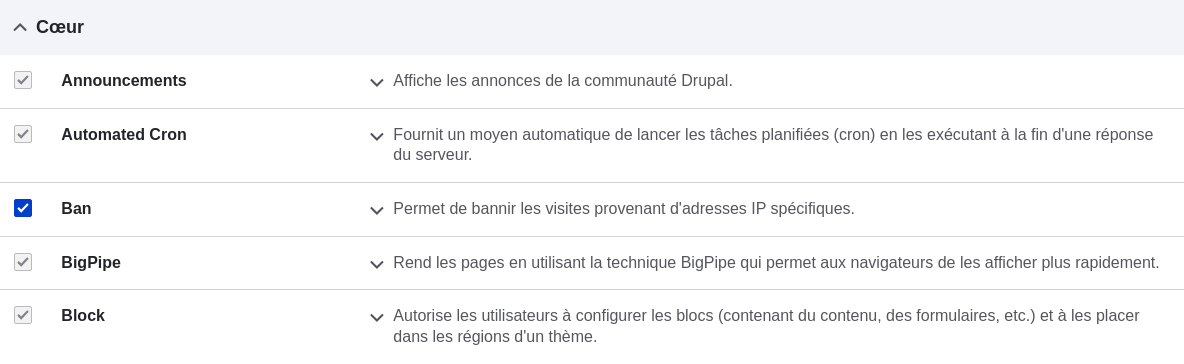 Cœur
Announcements
Affiche les annonces de la communauté Drupal.
Automated Cron
Fournit un moyen automatique de lancer les tâches planifiées (cron) en les exécutant à la fin d'une réponse
du serveur.
Ban
Permet de bannir les visites provenant d'adresses IP spécifiques.
BigPipe
Rend les pages en utilisant la technique BigPipe qui permet aux navigateurs de les afficher plus rapidement.
Block
Autorise les utilisateurs à configurer les blocs (contenant du contenu, des formulaires, etc.) et à les placer
dans les régions d'un thème.